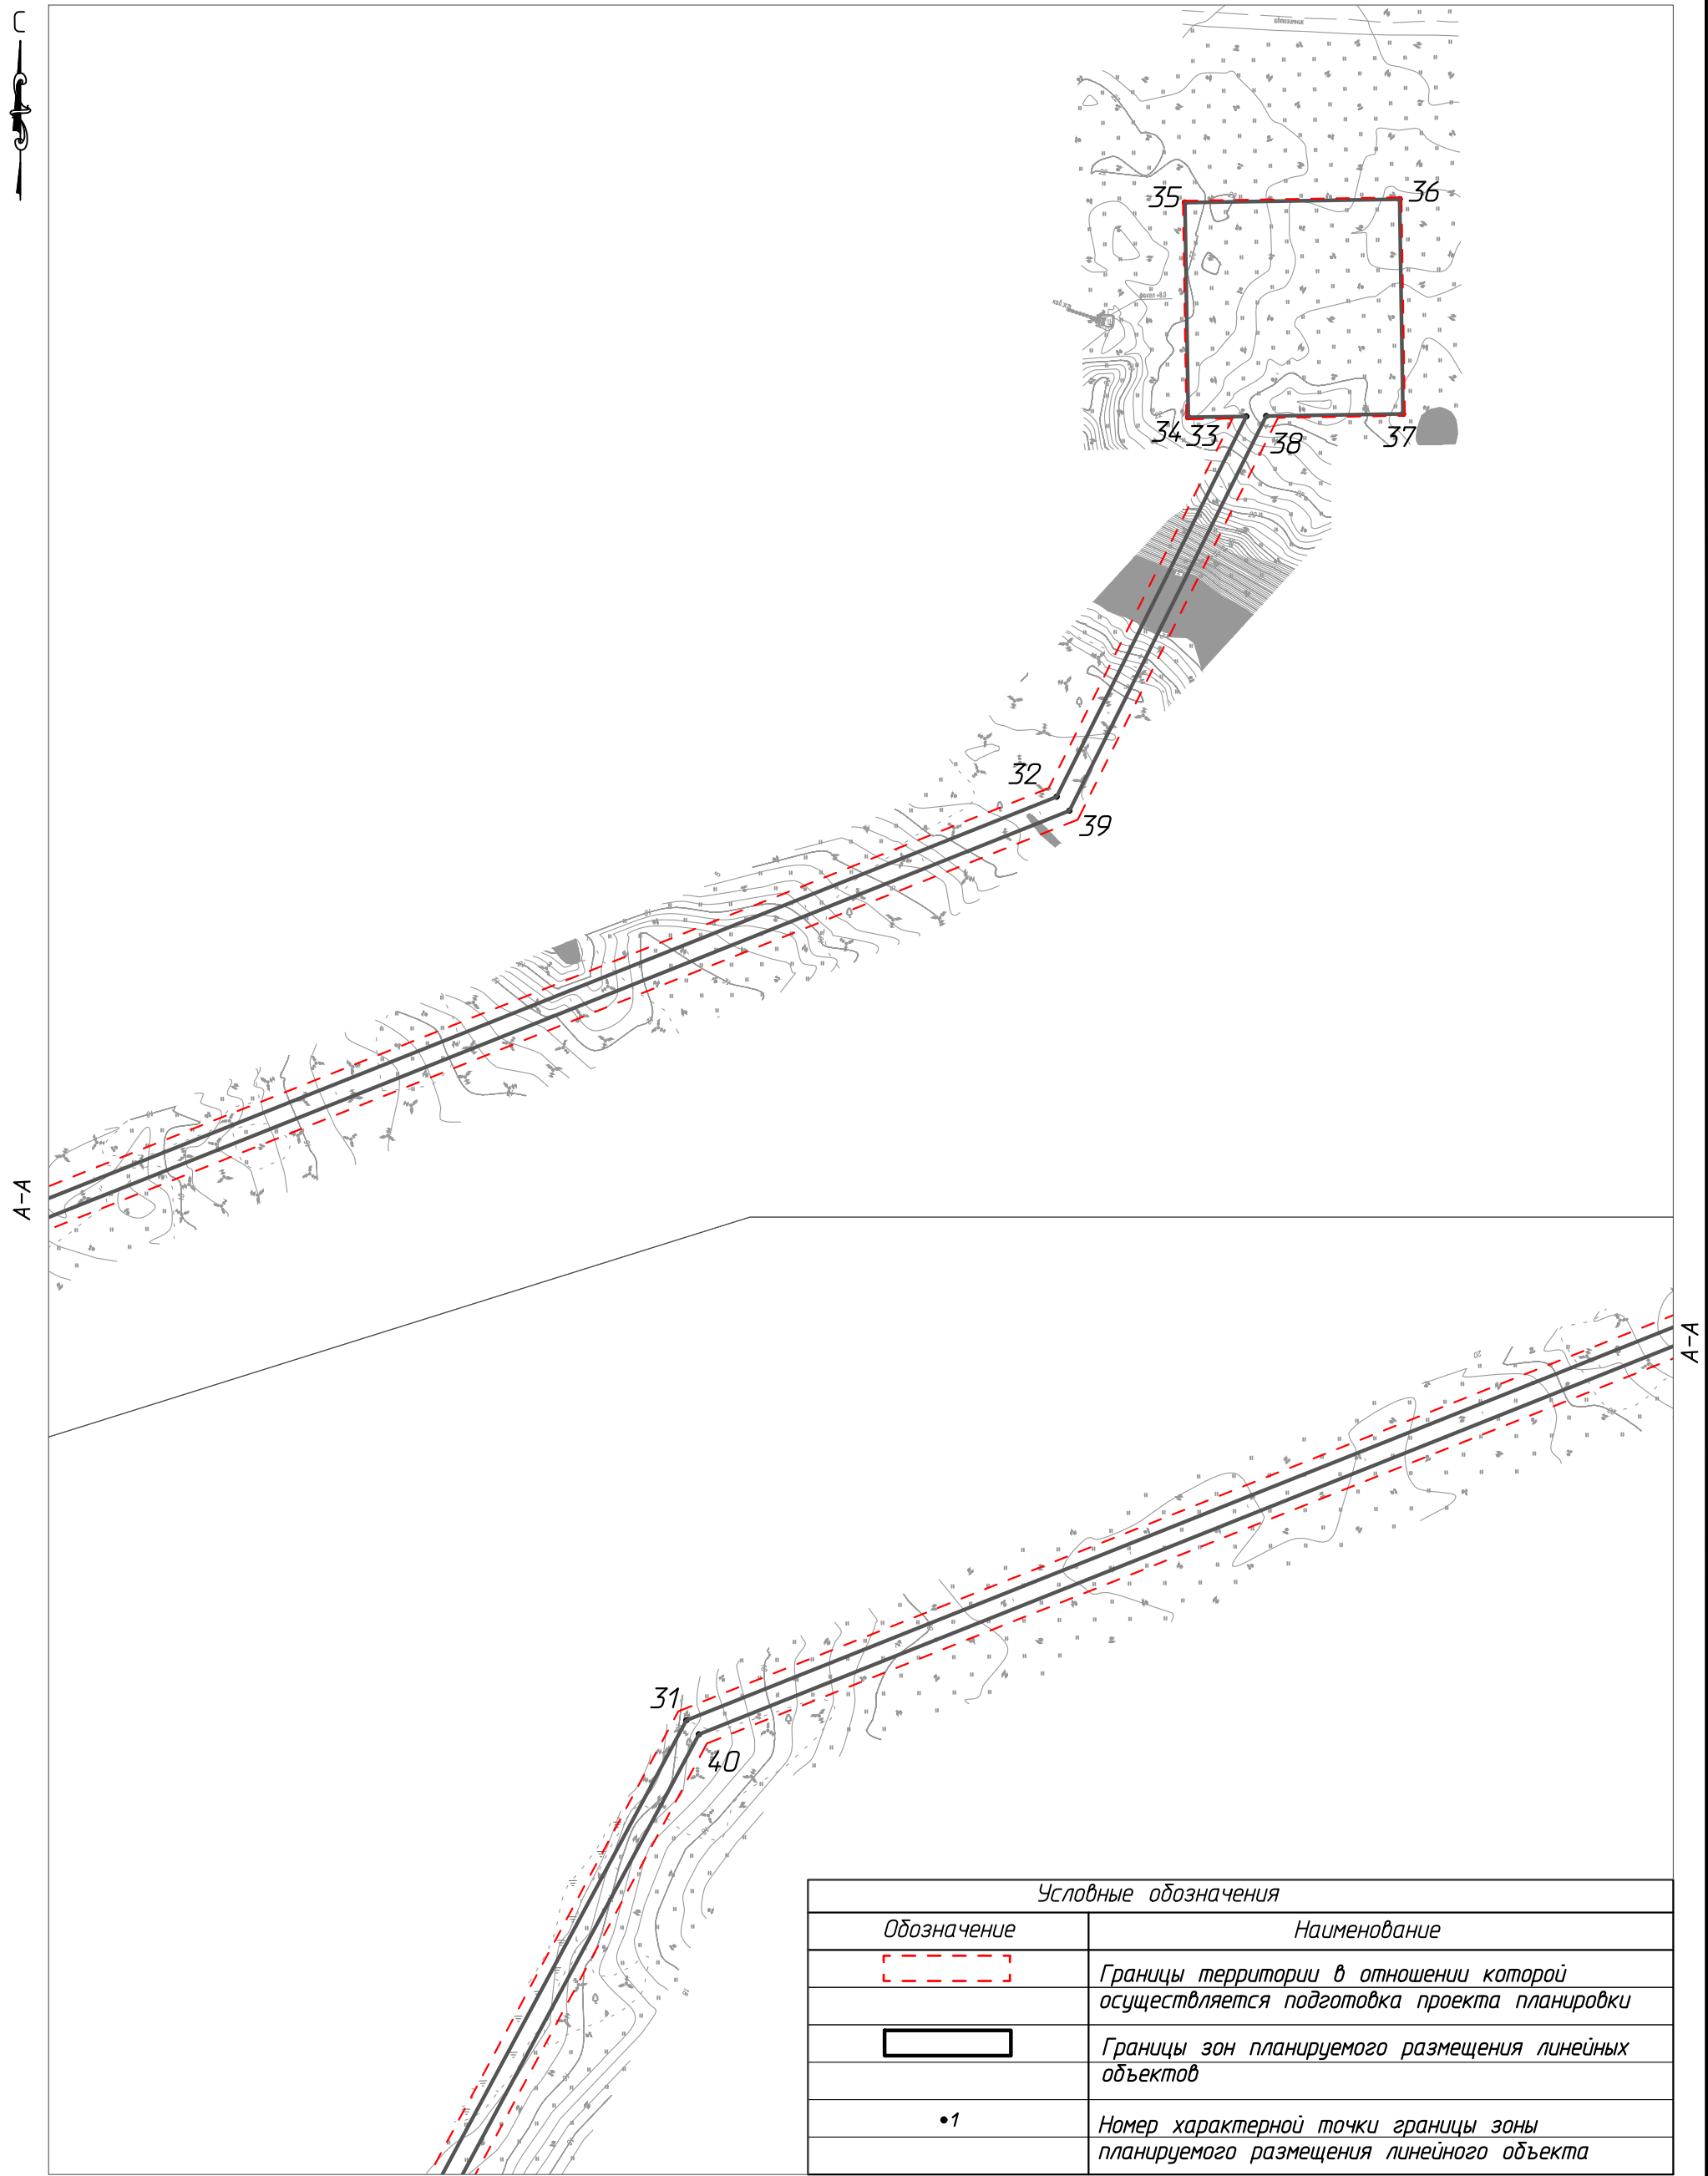 С
35
36
34 33
38
37
32
39
А-А
А-А
20
31
40
18
Условные обозначения
Обозначение
Наименование
Границы территории в отношении которой
осуществляется подготовка проекта планировки
Границы зон планируемого размещения линейных
объектов
•1
Номер характерной точки границы зоны
планируемого размещения линейного объекта